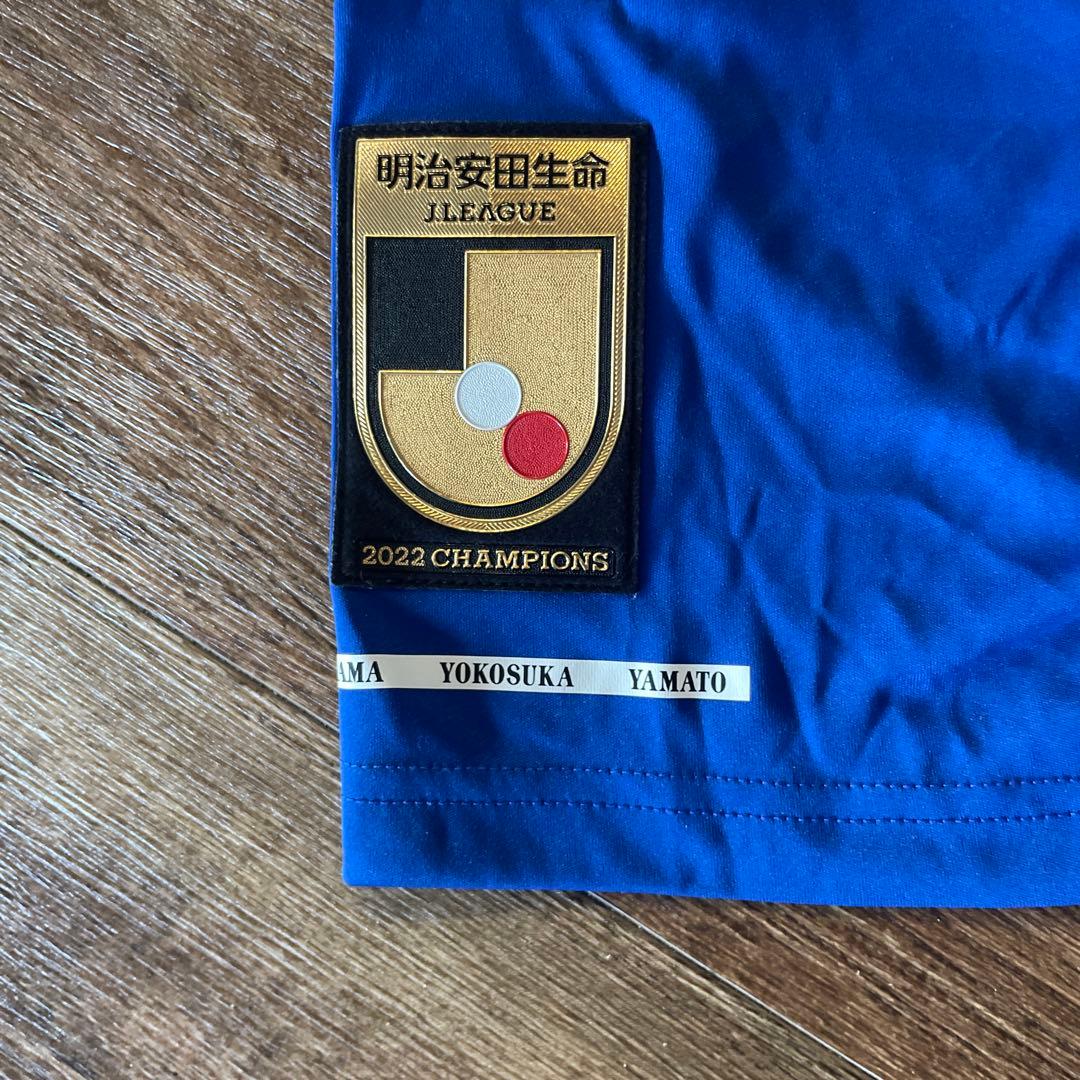 明治安田生命
J.LEAGUE
2022 CHAMPIONS
AMA YOKOSUKA YAMATO